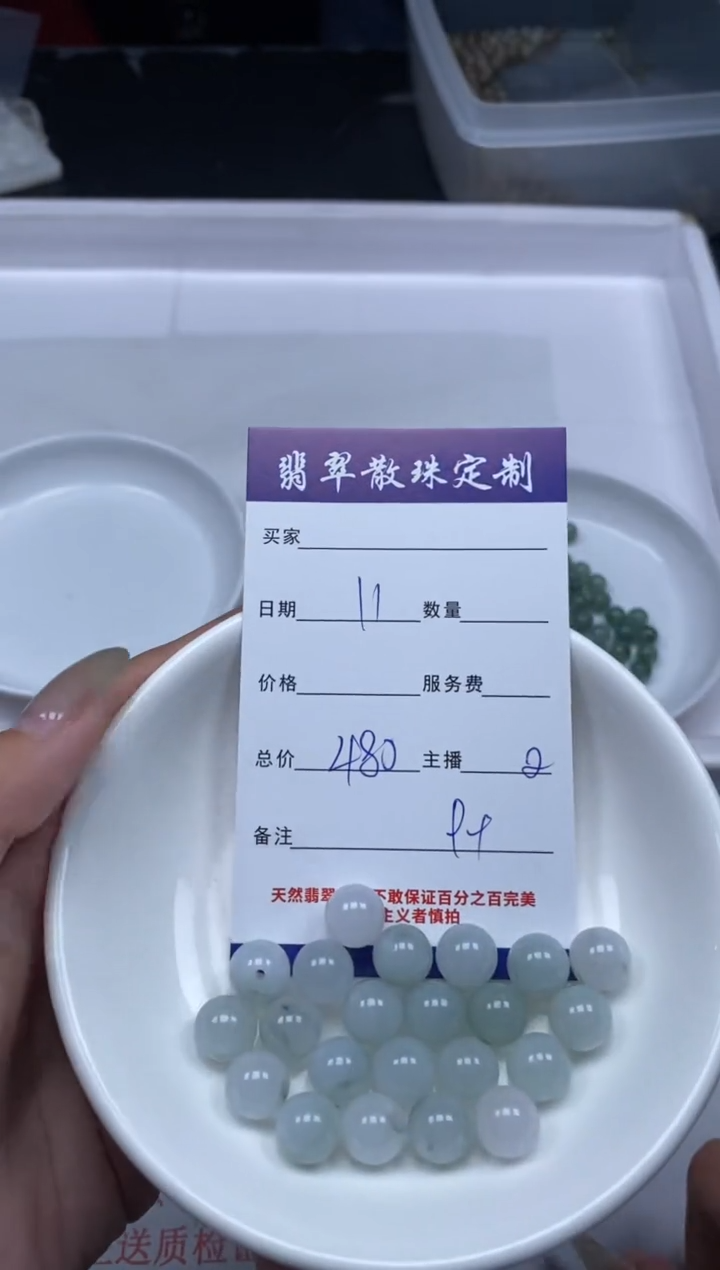 翡翠散珠定制
买家
日期 11 数量
价格 服务费
总价 480 主播 2
备注
天然翡翠 不敢保证百分之百完美
主义者慎拍
送质检